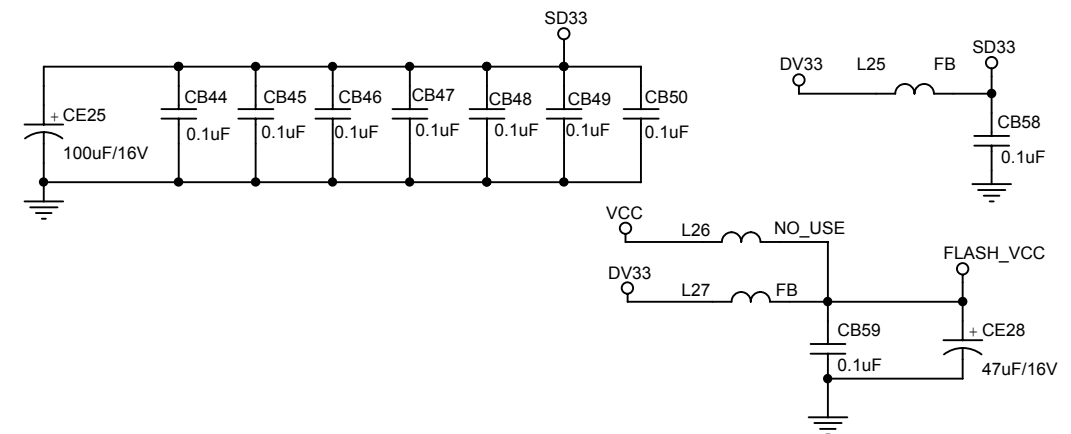 SD33
CB44
CB45
CB46
CB47
CB48
CB49
CB50
+ CE25
0.1uF
0.1uF
0.1uF
0.1uF
0.1uF
0.1uF
0.1uF
100uF/16V
DV33
L25
FB
SD33
CB58
0.1uF
VCC
L26
NO_USE
DV33
L27
FB
FLASH_VCC
CB59
0.1uF
+ CE28
47uF/16V